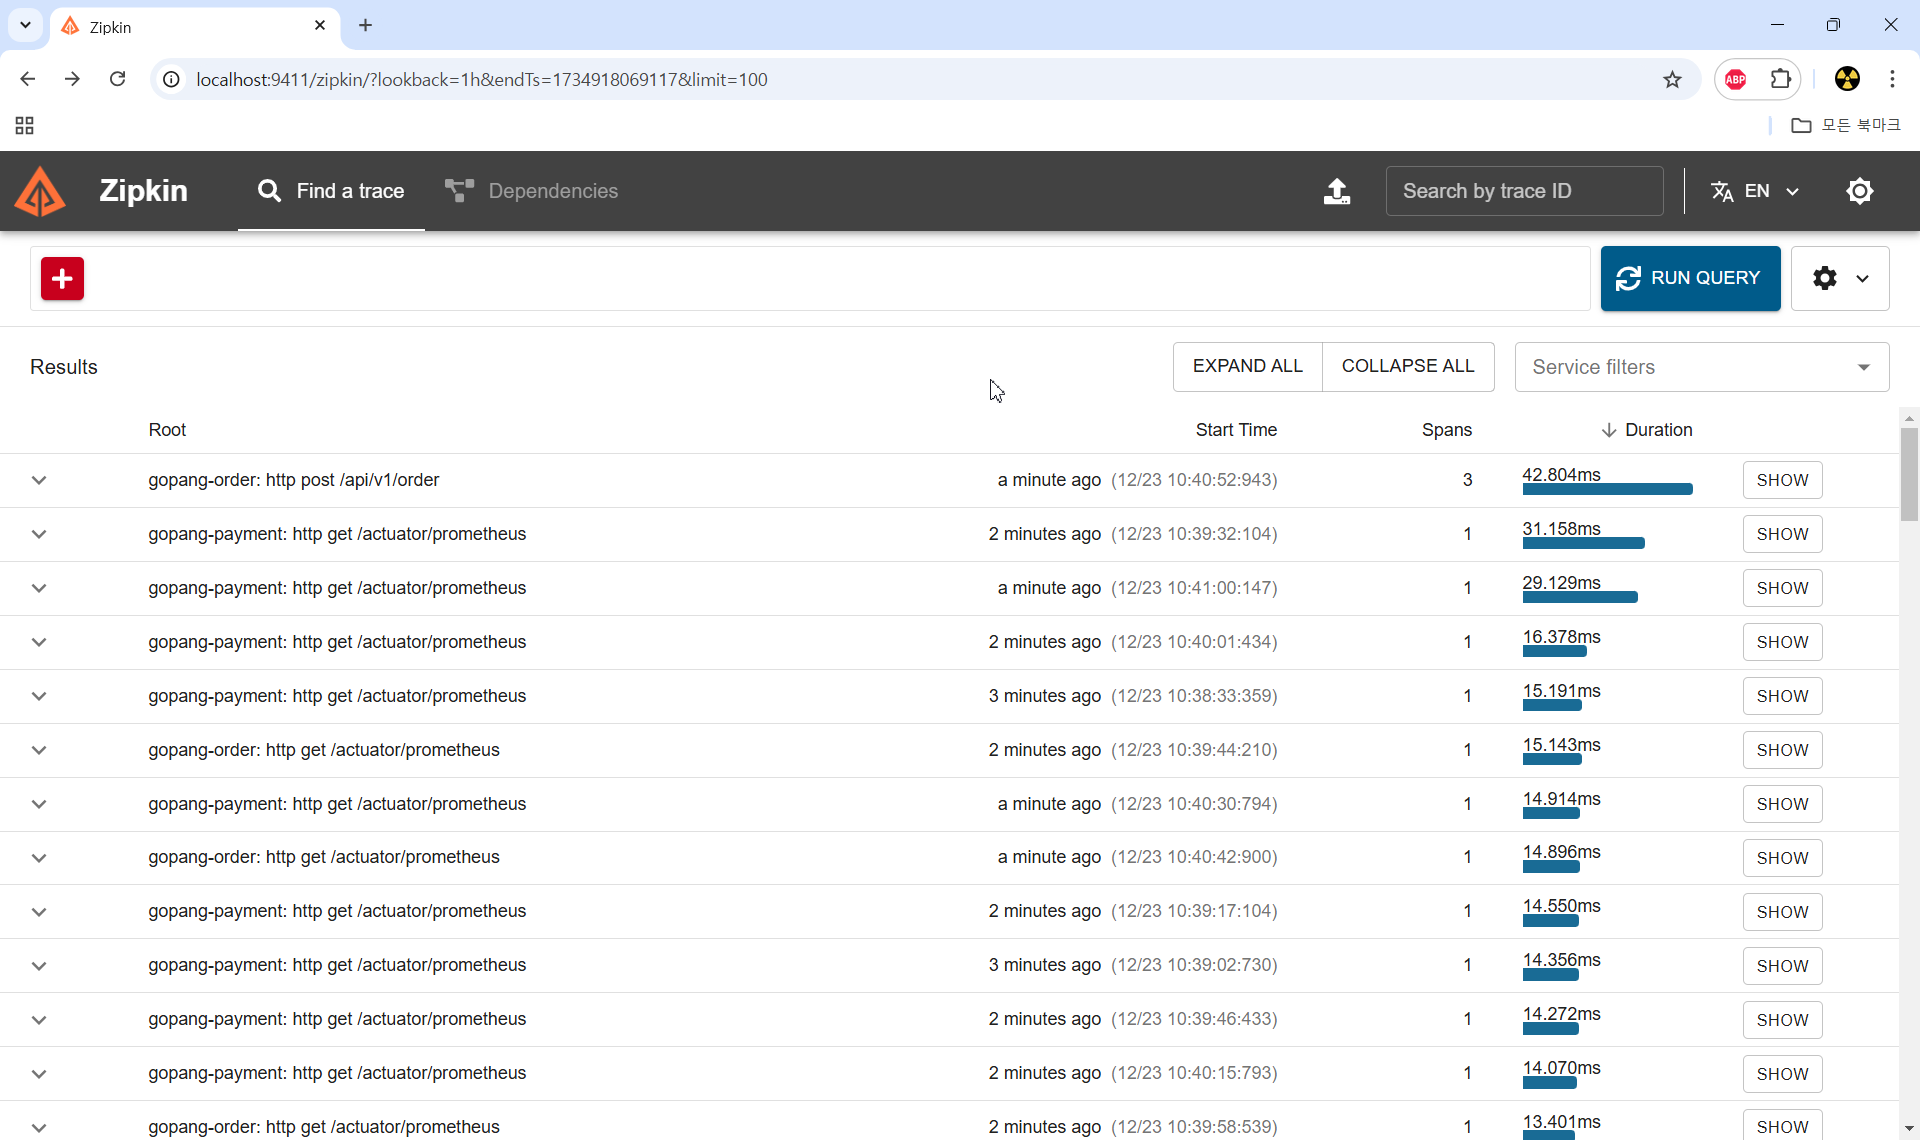 Zipkin
localhost:9411/zipkin/?lookback=1h&endTs=1734918069117&limit=100
ABP
모든 북마크
Zipkin Find a trace Dependencies Search by trace ID EN
RUN QUERY
Results EXPAND ALL COLLAPSE ALL Service filters
Root Start Time Spans Duration
gopang-order: http post /api/v1/order a minute ago (12/23 10:40:52:943) 3 42.804ms SHOW
gopang-payment: http get /actuator/prometheus 2 minutes ago (12/23 10:39:32:104) 1 31.158ms SHOW
gopang-payment: http get /actuator/prometheus a minute ago (12/23 10:41:00:147) 1 29.129ms SHOW
gopang-payment: http get /actuator/prometheus 2 minutes ago (12/23 10:40:01:434) 1 16.378ms SHOW
gopang-payment: http get /actuator/prometheus 3 minutes ago (12/23 10:38:33:359) 1 15.191ms SHOW
gopang-order: http get /actuator/prometheus 2 minutes ago (12/23 10:39:44:210) 1 15.143ms SHOW
gopang-payment: http get /actuator/prometheus a minute ago (12/23 10:40:30:794) 1 14.914ms SHOW
gopang-order: http get /actuator/prometheus a minute ago (12/23 10:40:42:900) 1 14.896ms SHOW
gopang-payment: http get /actuator/prometheus 2 minutes ago (12/23 10:39:17:104) 1 14.550ms SHOW
gopang-payment: http get /actuator/prometheus 3 minutes ago (12/23 10:39:02:730) 1 14.356ms SHOW
gopang-payment: http get /actuator/prometheus 2 minutes ago (12/23 10:39:46:433) 1 14.272ms SHOW
gopang-payment: http get /actuator/prometheus 2 minutes ago (12/23 10:40:15:793) 1 14.070ms SHOW
gopang-order: http get /actuator/prometheus 2 minutes ago (12/23 10:39:58:539) 1 13.401ms SHOW